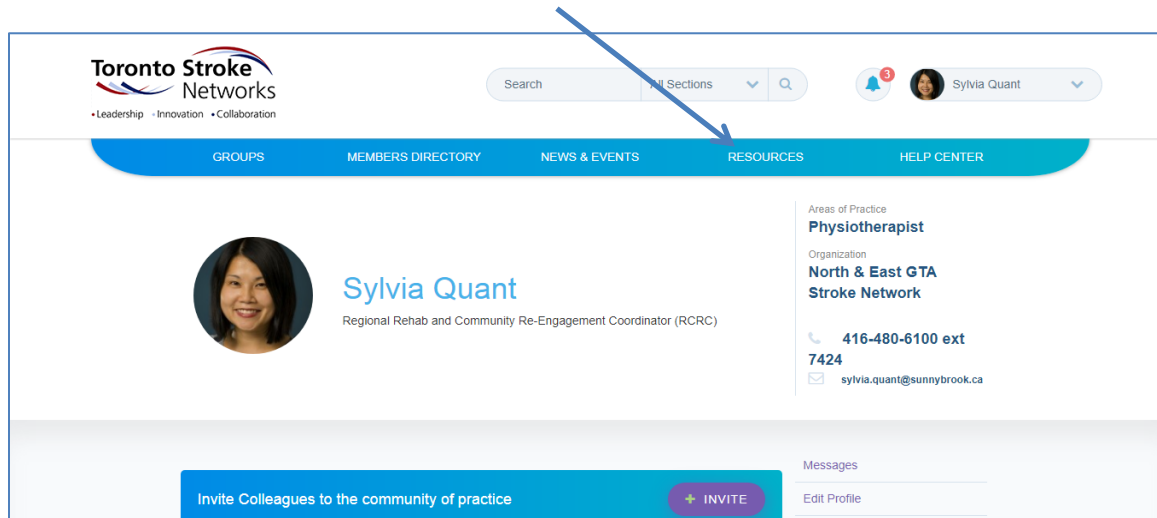 Toronto Stroke
Networks
•Leadership •Innovation •Collaboration
Search All Sections
3
Sylvia Quant
GROUPS MEMBERS DIRECTORY NEWS & EVENTS RESOURCES HELP CENTER
Sylvia Quant
Regional Rehab and Community Re-Engagement Coordinator (RCRC)
Areas of Practice
Physiotherapist
Organization
North & East GTA
Stroke Network
416-480-6100 ext
7424
sylvia.quant@sunnybrook.ca
Invite Colleagues to the community of practice
+ INVITE
Messages
Edit Profile